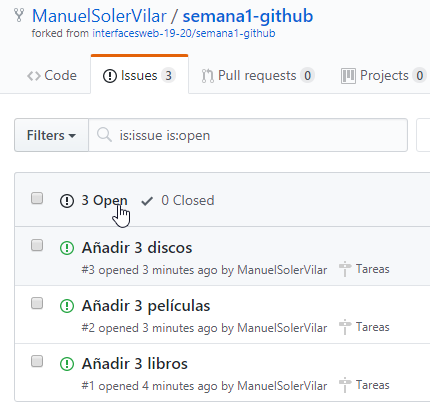 ManuelSolerVilar / semana1-github
forked from interfacesweb-19-20/semana1-github
Code Issues 3 Pull requests 0 Projects 0
Filters is:issue is:open
3 Open 0 Closed
Añadir 3 discos
#3 opened 3 minutes ago by ManuelSolerVilar Tareas
Añadir 3 películas
#2 opened 3 minutes ago by ManuelSolerVilar Tareas
Añadir 3 libros
#1 opened 4 minutes ago by ManuelSolerVilar Tareas